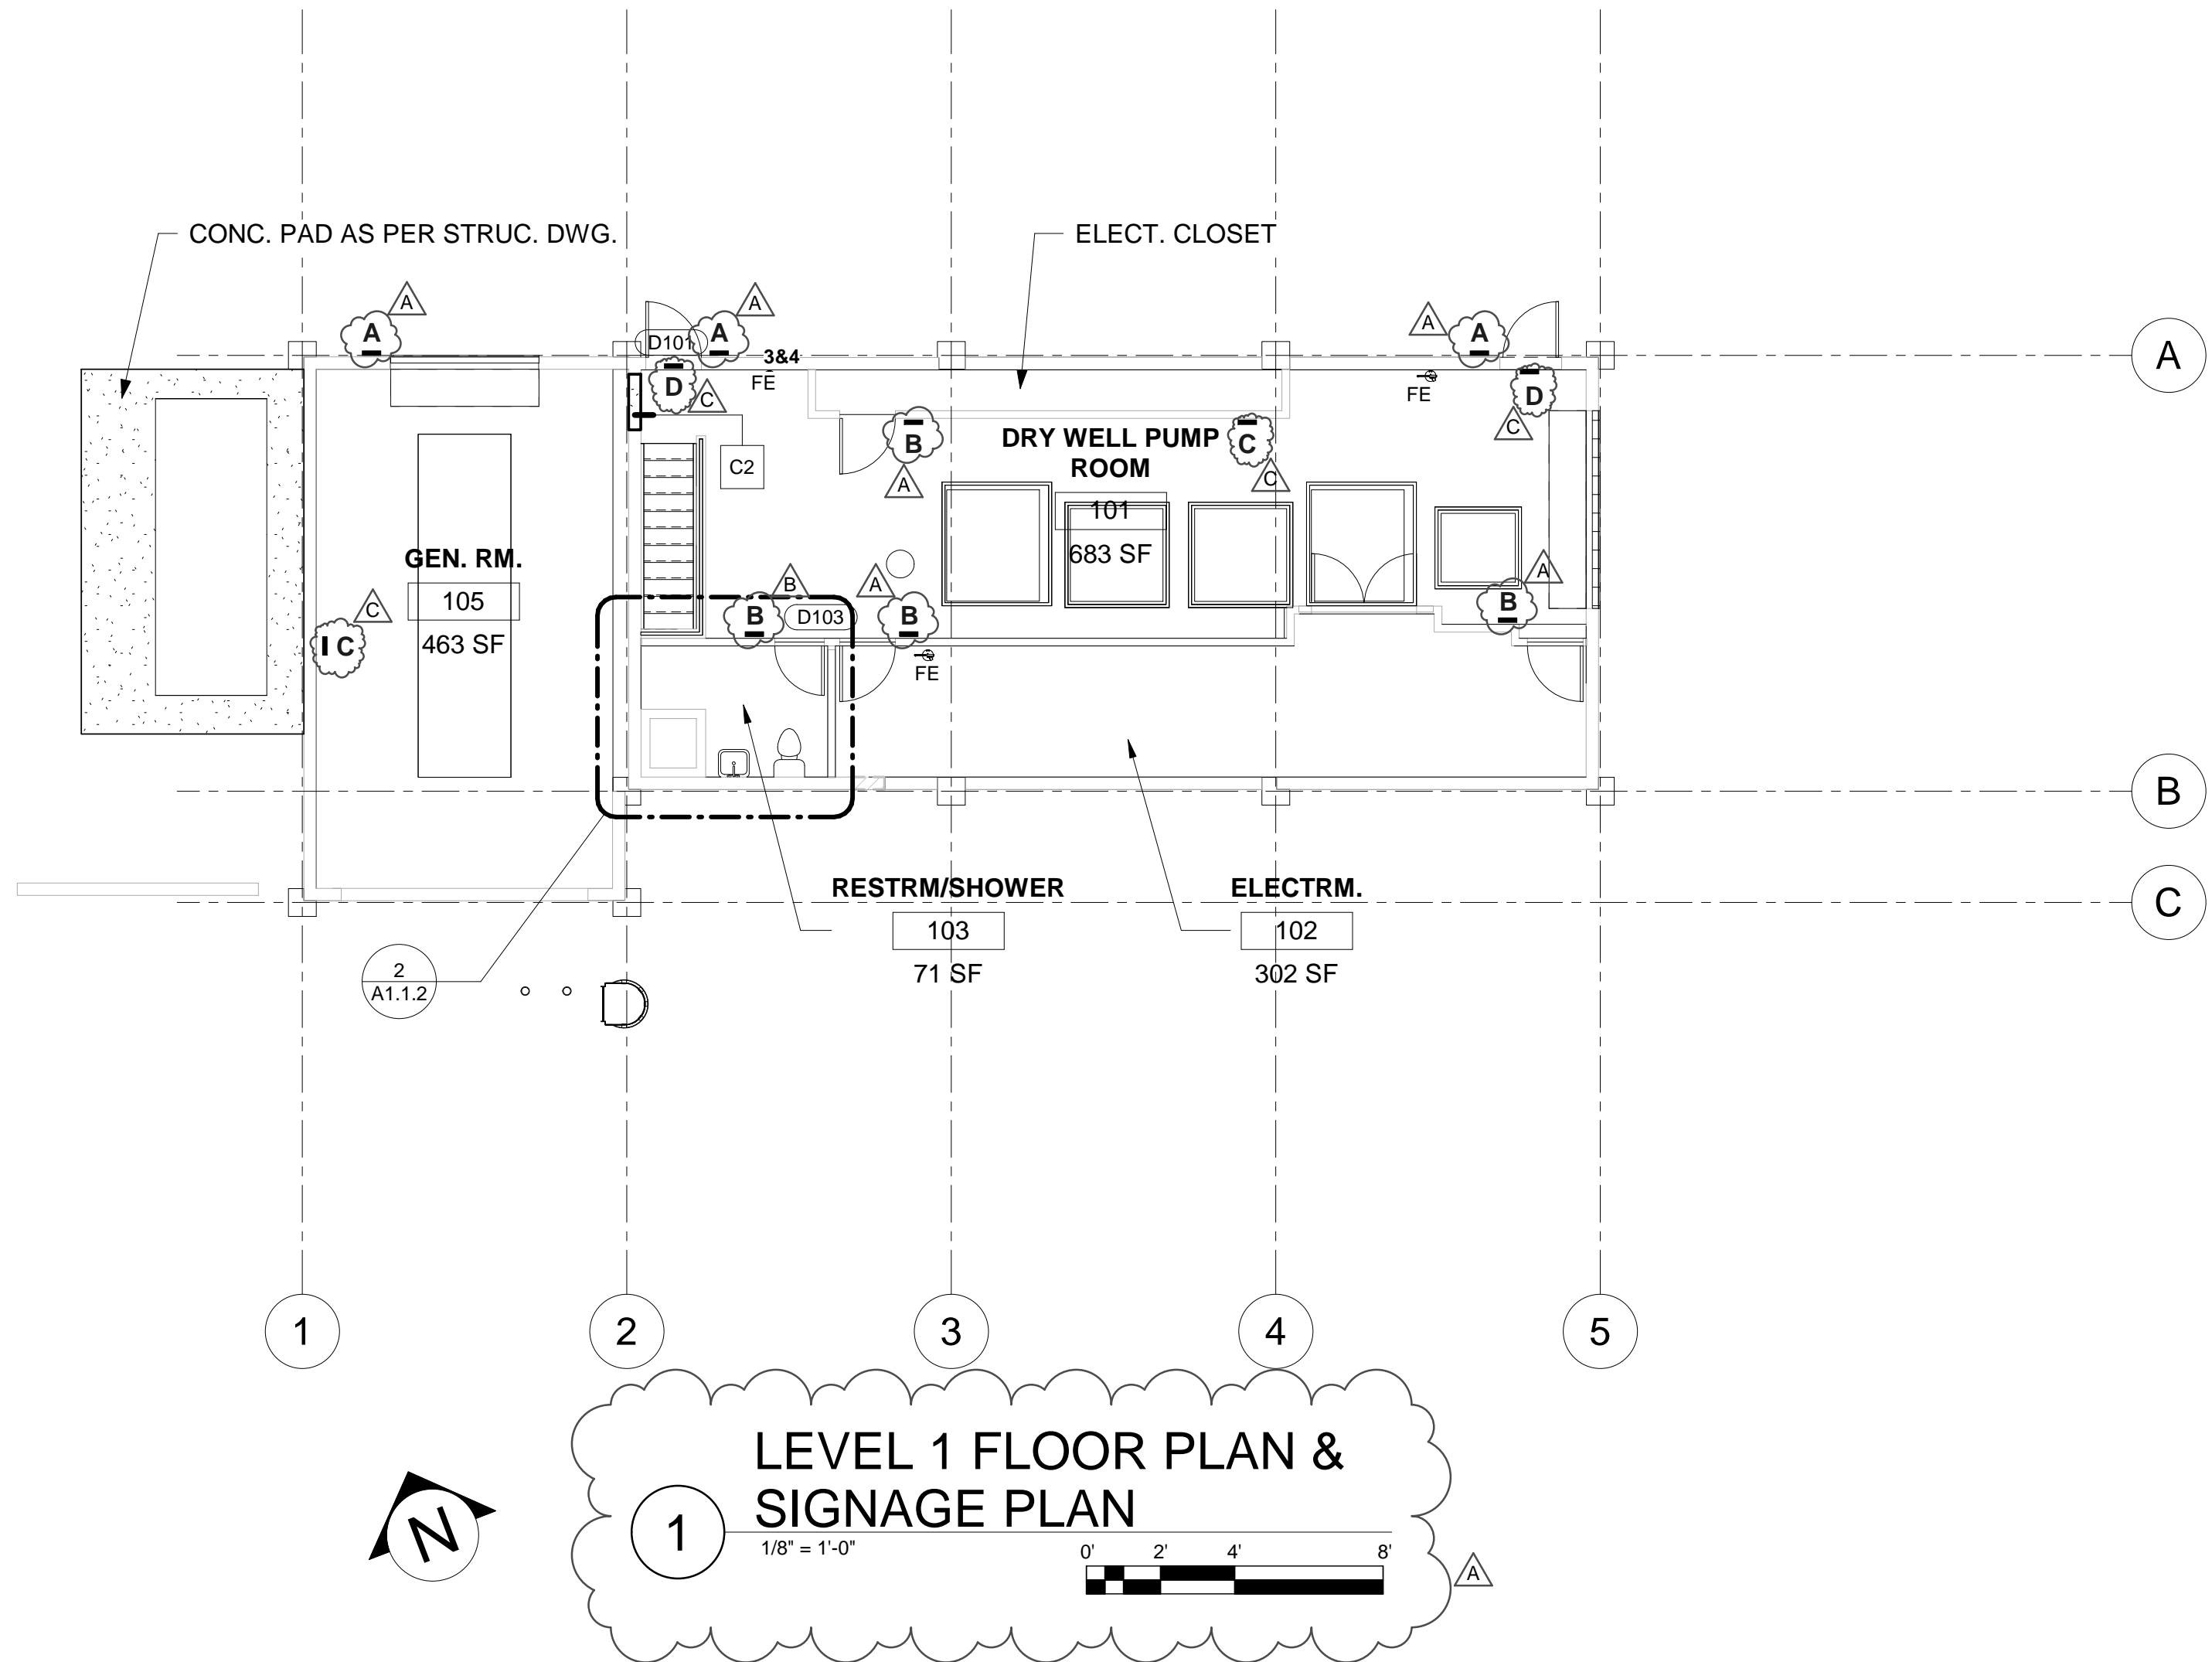 CONC. PAD AS PER STRUC. DWG.
ELECT. CLOSET
A
A
A
A
A
A
A
D101
3&4
FE
D
C
FE
D
C
B
A
DRY WELL PUMP
ROOM
101
683 SF
C
C
C2
GEN. RM.
105
463 SF
C
C
B
B
D103
A
B
A
B
FE
B
RESTRM/SHOWER
103
71 SF
ELECTRM.
102
302 SF
C
2
A1.1.2
1
2
3
4
5
LEVEL 1 FLOOR PLAN &
SIGNAGE PLAN
1
1/8" = 1'-0"
0' 2' 4' 8'
A
N